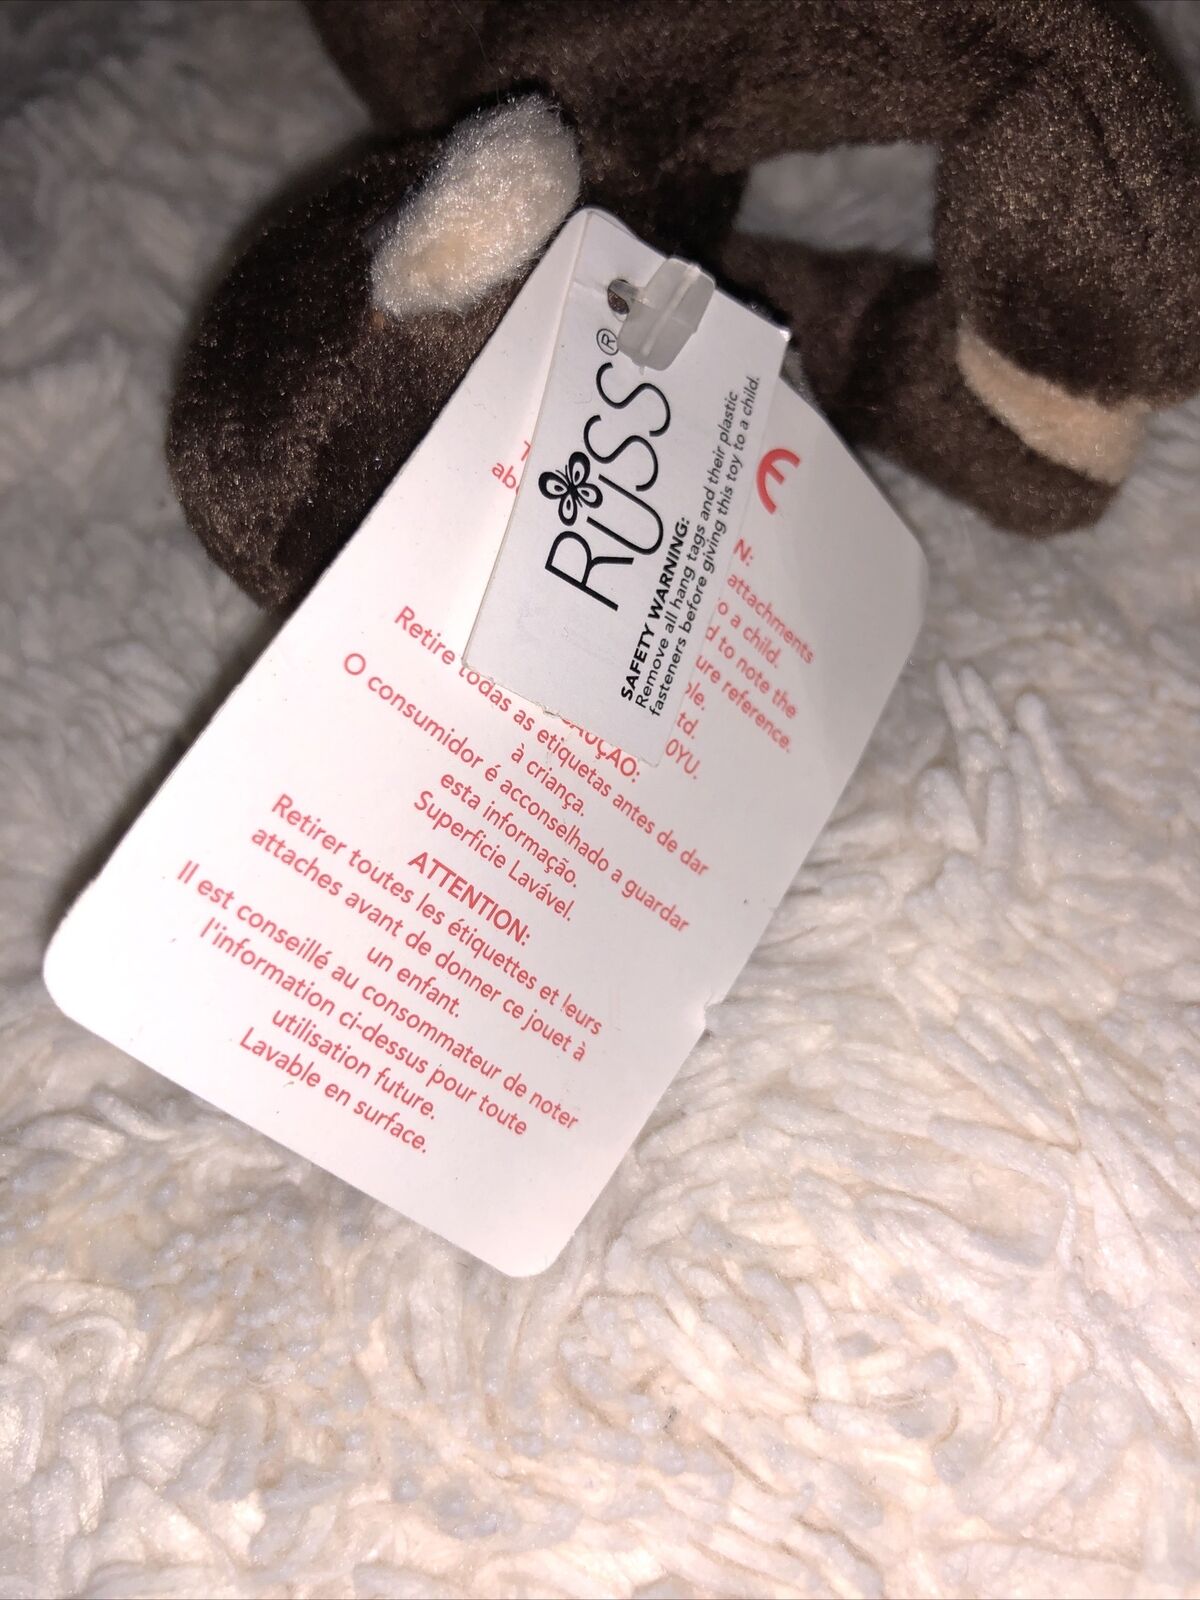 RUSS®
SAFETY WARNING:
Remove all hang tags and their plastic
fasteners before giving this toy to a child.
N:
attachments
o a child.
d to note the
ure reference.
ble.
td.
0YU.
AUÇÃO:
Retire todas as etiquetas antes de dar
à criança.
O consumidor é acconselhado a guardar
esta informação.
Superficie Lavável.
ATTENTION:
Retirer toutes les étiquettes et leurs
attaches avant de donner ce jouet à
un enfant.
Il est conseillé au consommateur de noter
l'information ci-dessus pour toute
utilisation future.
Lavable en surface.